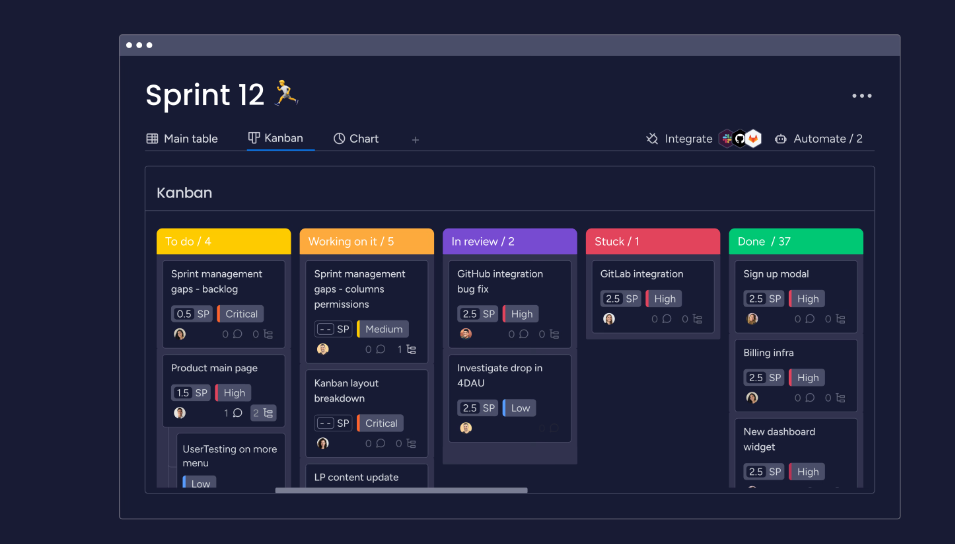 Sprint 12
Main table
Kanban
Chart
+
Integrate
Automate / 2
Kanban
To do / 4
Sprint management
gaps - backlog
0.5 SP
Critical
0
0
Product main page
1.5 SP
High
1
2
UserTesting on more
menu
Low
Working on it / 5
Sprint management
gaps - columns
permissions
-- SP
Medium
0
1
Kanban layout
breakdown
-- SP
Critical
0
0
LP content update
In review / 2
GitHub integration
bug fix
2.5 SP
High
0
0
Investigate drop in
4DAU
2.5 SP
Low
Stuck / 1
GitLab integration
2.5 SP
High
0
0
Done / 37
Sign up modal
2.5 SP
High
0
0
Billing infra
2.5 SP
High
0
0
New dashboard
widget
2.5 SP
High